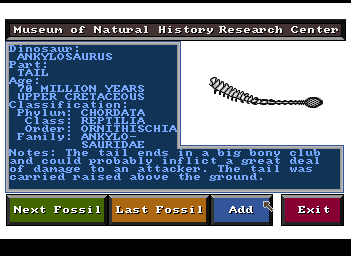 Museum of Natural History Research Center
Dinosaur:
ANKYLOSAURUS
Part:
TAIL
Age:
70 MILLION YEARS
UPPER CRETACEOUS
Classification:
Phylum: CHORDATA
Class: REPTILIA
Order: ORNITHISCHIA
Family: ANKYLO-
SAURIDAE
Notes: The tail ends in a big bony club
and could probably inflict a great deal
of damage to an attacker. The tail was
carried raised above the ground.
Next Fossil Last Fossil Add Exit